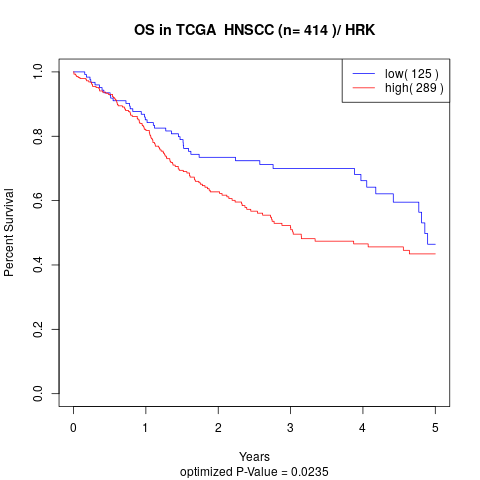 OS in TCGA  HNSCC (n= 414 )/ HRK
low( 125 )
high( 289 )
Percent Survival
1.0
0.8
0.6
0.4
0.2
0.0
0 1 2 3 4 5
Years
optimized P-Value = 0.0235